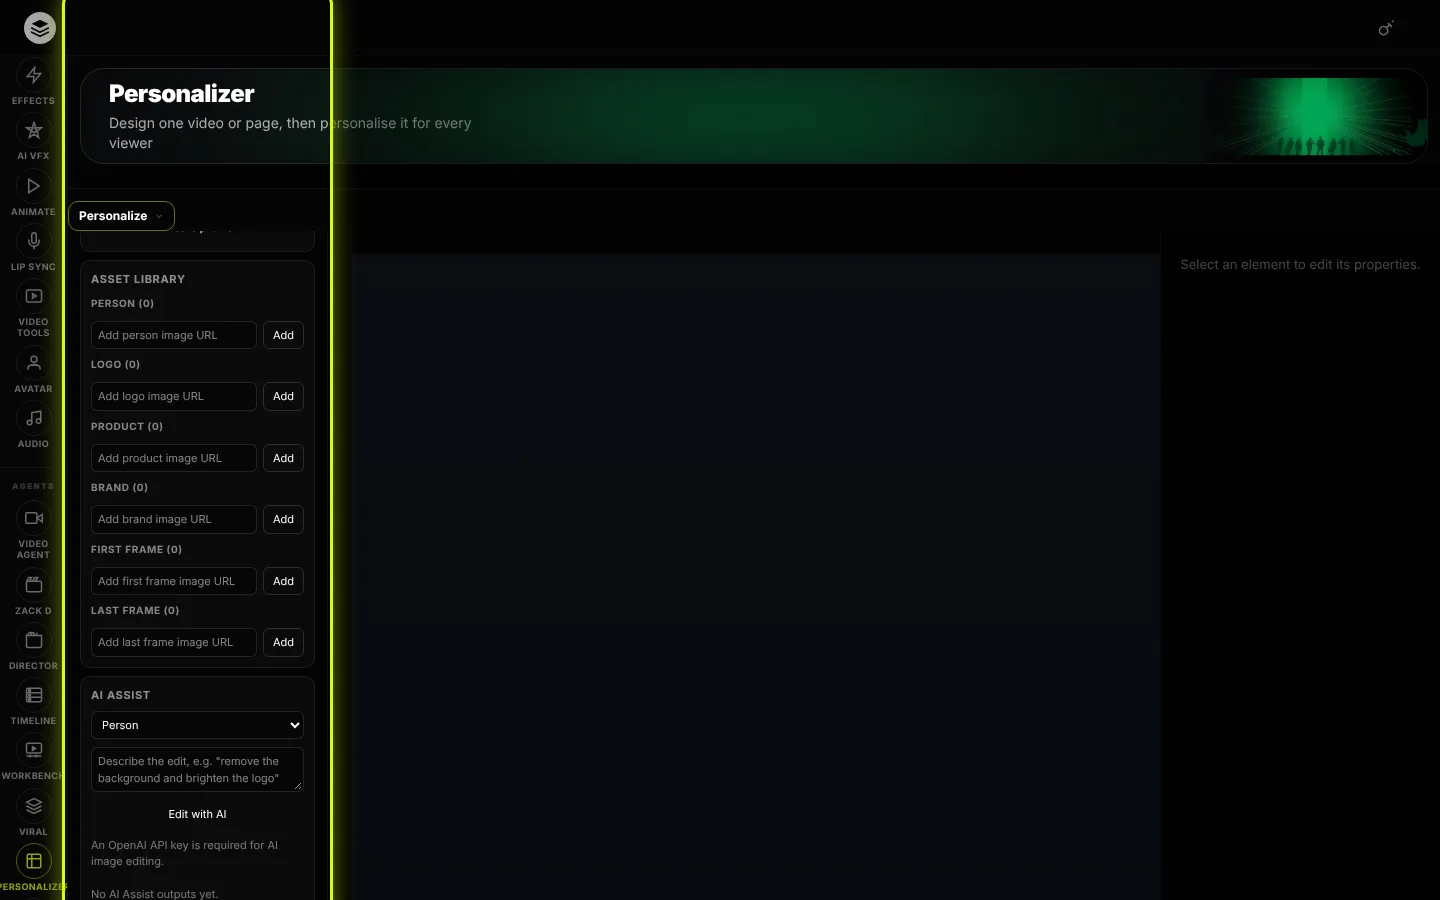 Personalizer
Design one video or page, then personalise it for every
viewer
EFFECTS
AI VFX
ANIMATE
LIP SYNC
VIDEO
TOOLS
AVATAR
AUDIO
AGENTS
VIDEO
AGENT
ZACK D
DIRECTOR
TIMELINE
WORKBENCH
VIRAL
PERSONALIZER
Personalize
ASSET LIBRARY
PERSON (0)
Add person image URL Add
LOGO (0)
Add logo image URL Add
PRODUCT (0)
Add product image URL Add
BRAND (0)
Add brand image URL Add
FIRST FRAME (0)
Add first frame image URL Add
LAST FRAME (0)
Add last frame image URL Add
AI ASSIST
Person
Describe the edit, e.g. "remove the
background and brighten the logo"
Edit with AI
An OpenAI API key is required for AI
image editing.
No AI Assist outputs yet.
Select an element to edit its properties.